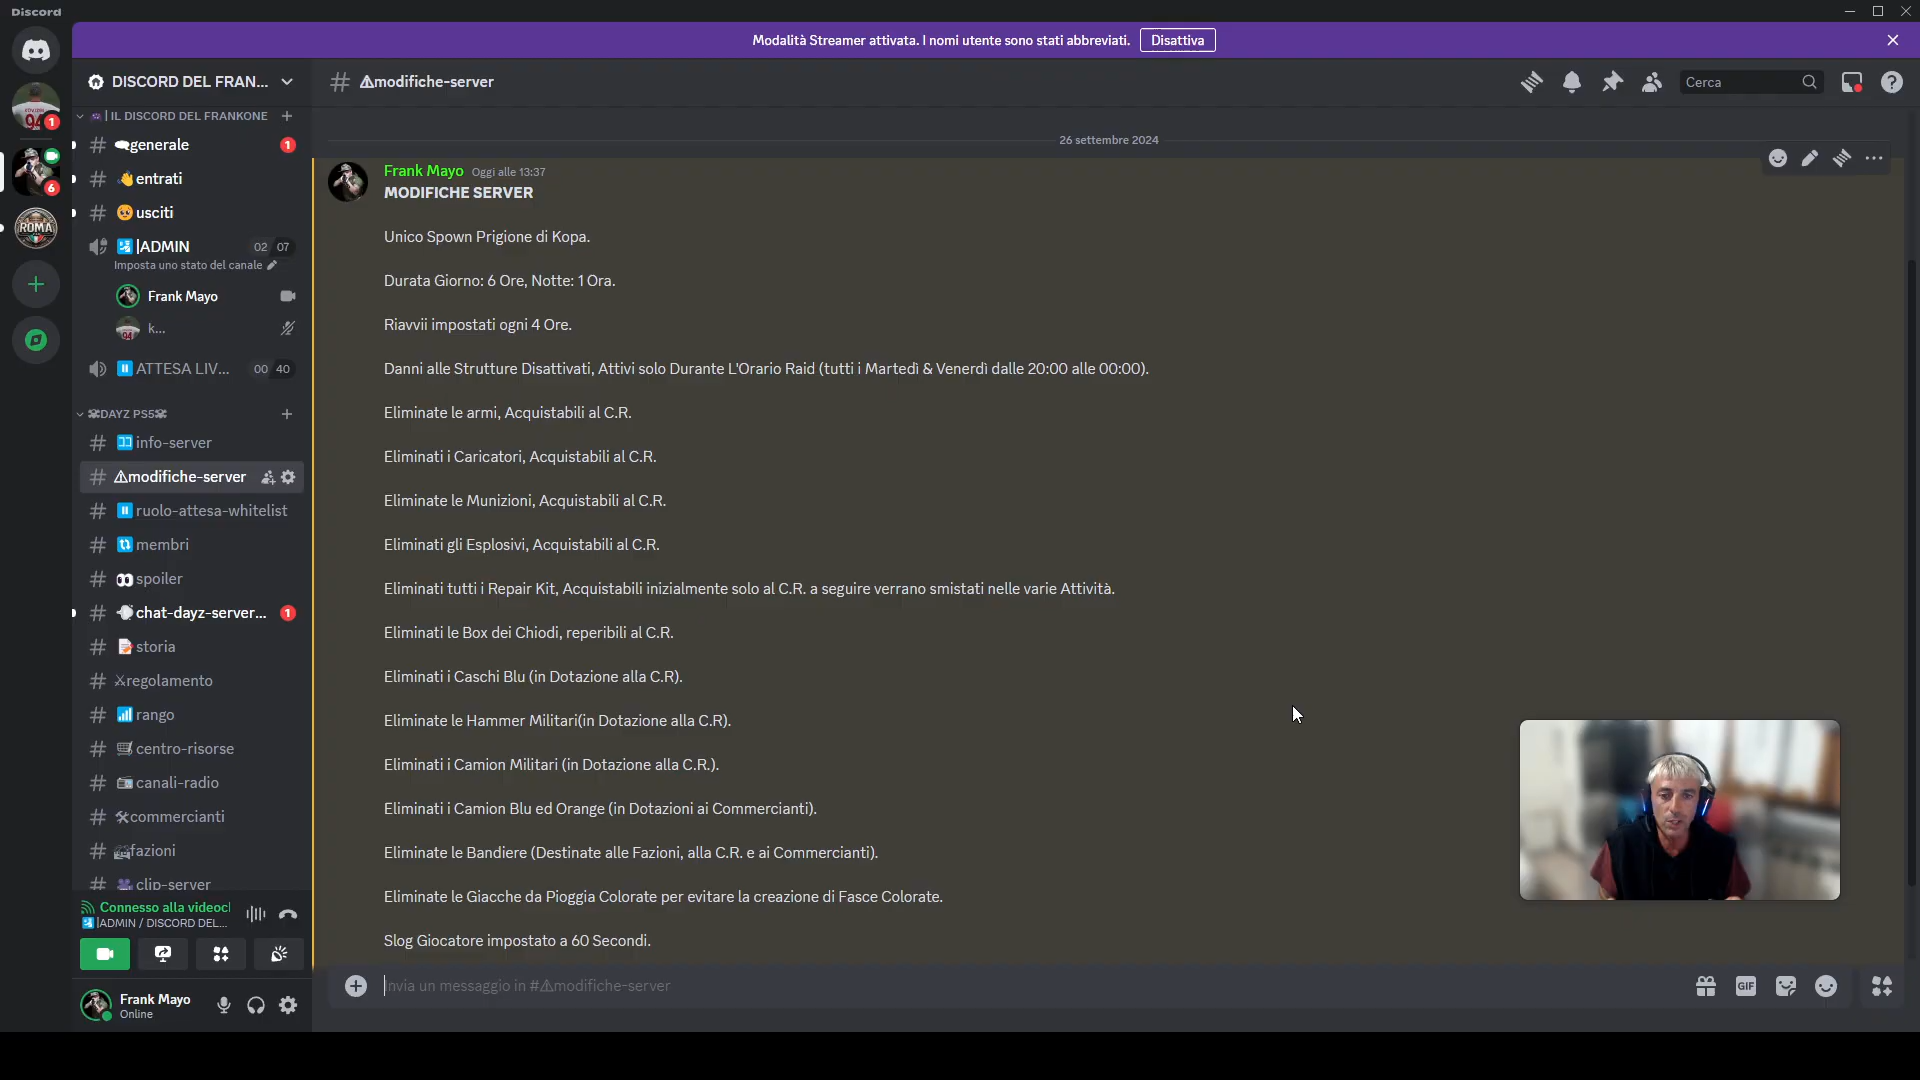 Discord
Modalità Streamer attivata. I nomi utente sono stati abbreviati.
Disattiva
DISCORD DEL FRAN...
⚠modifiche-server
Cerca
| IL DISCORD DEL FRANKONE
generale
1
entrati
usciti
|ADMIN
02 07
Imposta uno stato del canale
Frank Mayo
k...
ATTESA LIV...
00 40
DAYZ PS5
info-server
⚠modifiche-server
ruolo-attesa-whitelist
membri
spoiler
chat-dayz-server...
1
storia
regolamento
rango
centro-risorse
canali-radio
commercianti
fazioni
clip-server
Connesso alla videoc
|ADMIN / DISCORD DEL...
Frank Mayo
Online
1
6
ROMA
94
26 settembre 2024
Frank Mayo Oggi alle 13:37
MODIFICHE SERVER
Unico Spown Prigione di Kopa.
Durata Giorno: 6 Ore, Notte: 1 Ora.
Riavvii impostati ogni 4 Ore.
Danni alle Strutture Disattivati, Attivi solo Durante L'Orario Raid (tutti i Martedì & Venerdì dalle 20:00 alle 00:00).
Eliminate le armi, Acquistabili al C.R.
Eliminati i Caricatori, Acquistabili al C.R.
Eliminate le Munizioni, Acquistabili al C.R.
Eliminati gli Esplosivi, Acquistabili al C.R.
Eliminati tutti i Repair Kit, Acquistabili inizialmente solo al C.R. a seguire verrano smistati nelle varie Attività.
Eliminati le Box dei Chiodi, reperibili al C.R.
Eliminati i Caschi Blu (in Dotazione alla C.R).
Eliminate le Hammer Militari(in Dotazione alla C.R).
Eliminati i Camion Militari (in Dotazione alla C.R.).
Eliminati i Camion Blu ed Orange (in Dotazioni ai Commercianti).
Eliminate le Bandiere (Destinate alle Fazioni, alla C.R. e ai Commercianti).
Eliminate le Giacche da Pioggia Colorate per evitare la creazione di Fasce Colorate.
Slog Giocatore impostato a 60 Secondi.
Invia un messaggio in #⚠modifiche-server
GIF